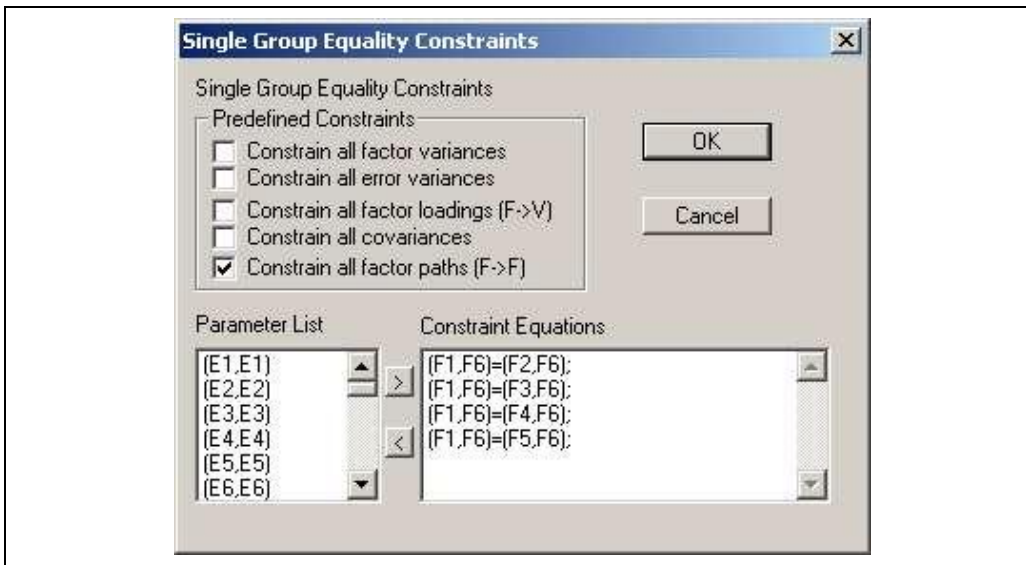 Single Group Equality Constraints
Single Group Equality Constraints
Predefined Constraints
Constrain all factor variances
Constrain all error variances
Constrain all factor loadings (F->V)
Constrain all covariances
Constrain all factor paths (F->F)
OK
Cancel
Parameter List
(E1,E1)
(E2,E2)
(E3,E3)
(E4,E4)
(E5,E5)
(E6,E6)
>
<
Constraint Equations
(F1,F6)=(F2,F6);
(F1,F6)=(F3,F6);
(F1,F6)=(F4,F6);
(F1,F6)=(F5,F6);